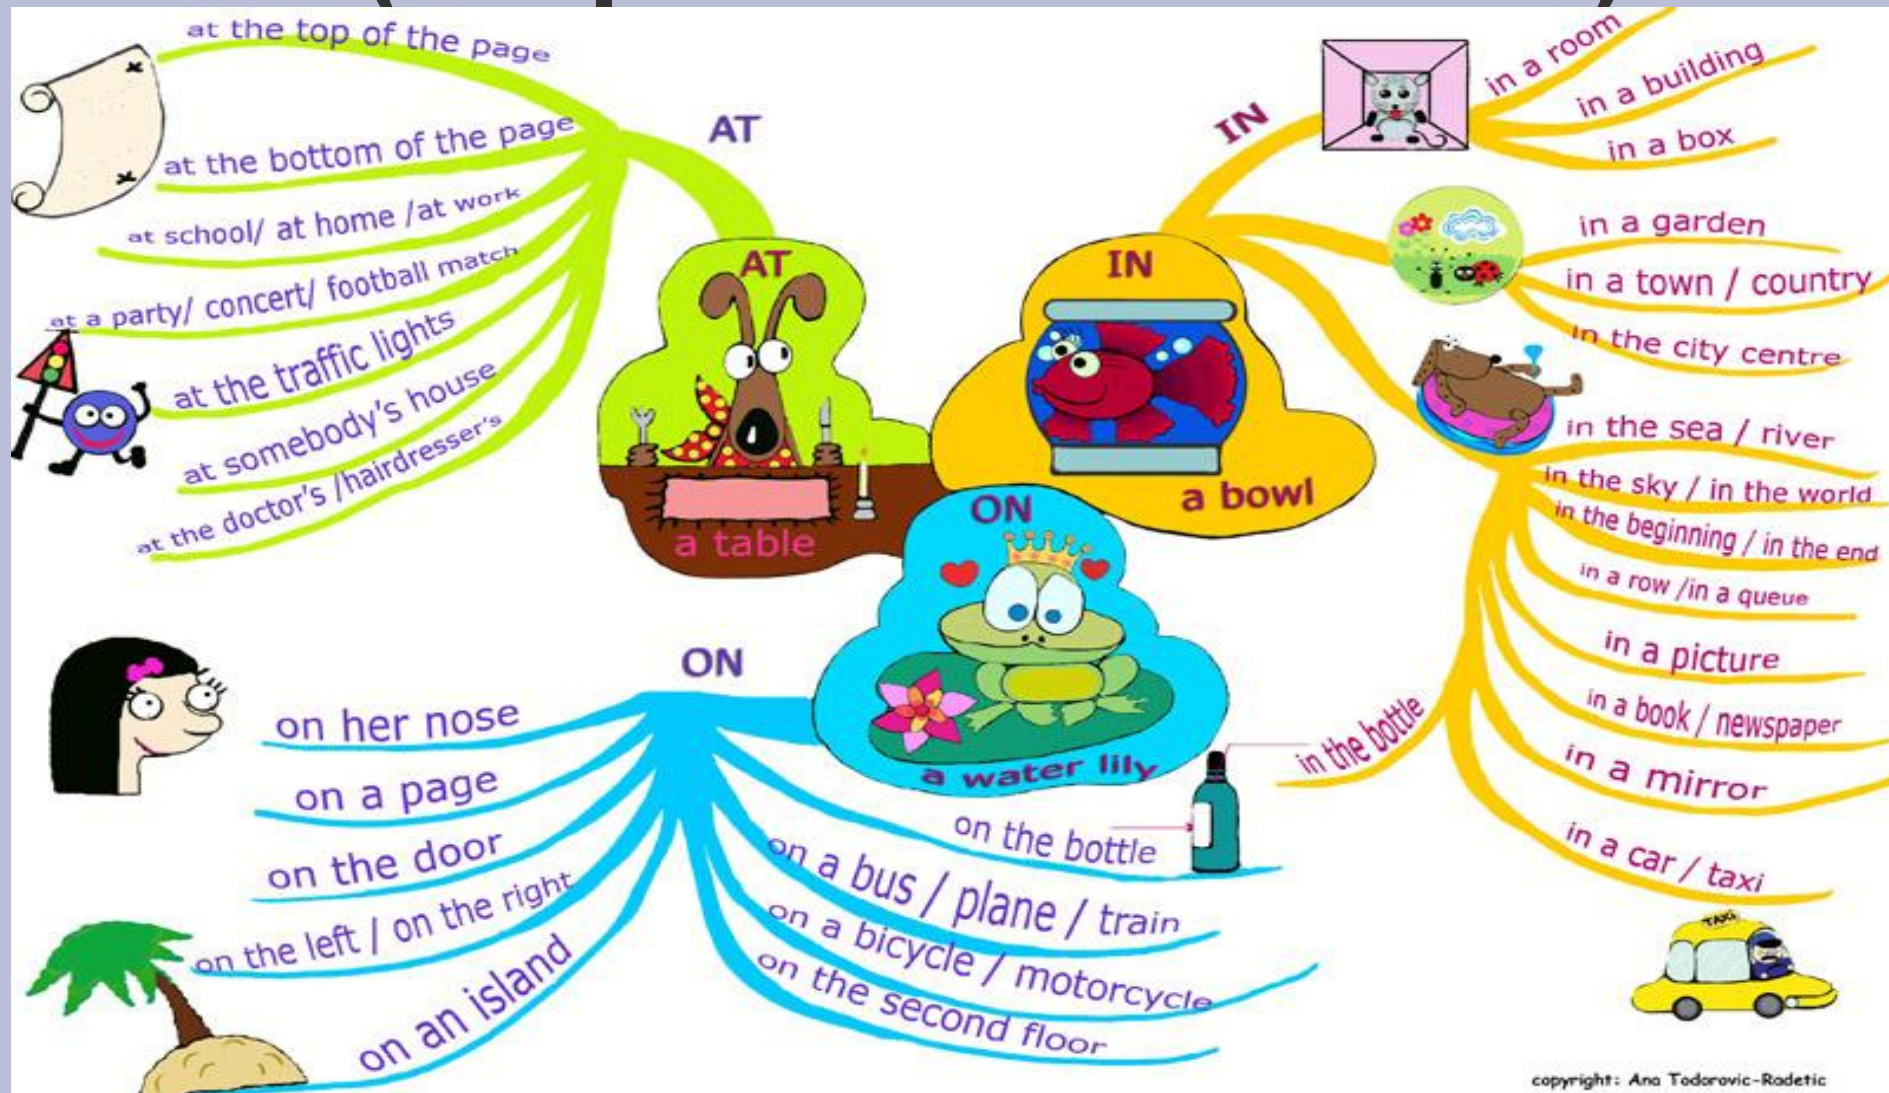 at the top of the page
at the bottom of the page
at school/ at home /at work
at a party/ concert/ football match
at the traffic lights
at somebody's house
at the doctor's /hairdresser's
AT
AT
a table
IN
IN
a bowl
in a room
in a building
in a box
in a garden
in a town / country
in the city centre
in the sea / river
in the sky / in the world
in the beginning / in the end
in a row /in a queue
in a picture
in a book / newspaper
in a mirror
in a car / taxi
in the bottle
TAXI
ON
a water lily
ON
on her nose
on a page
on the door
on the left / on the right
on an island
on the bottle
on a bus / plane / train
on a bicycle / motorcycle
on the second floor
copyright: Ana Todorovic-Radetic